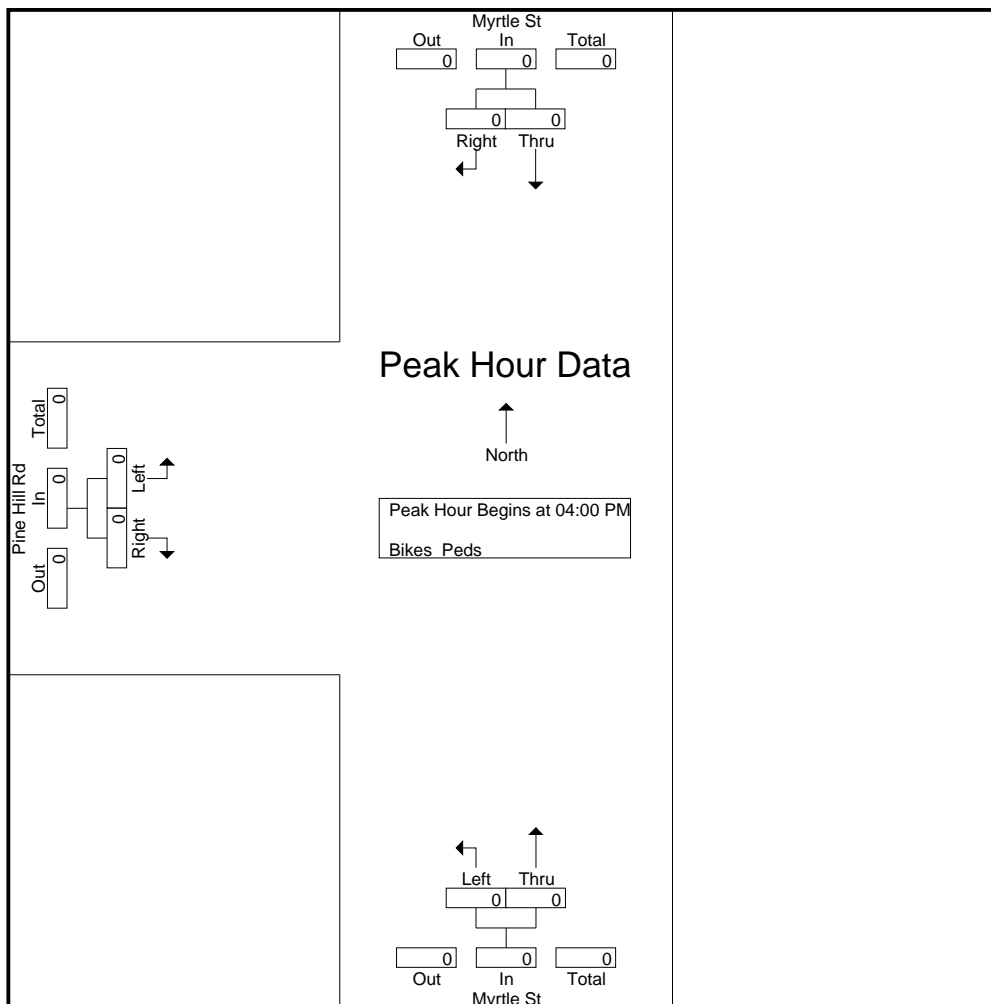 Myrtle St
Out In Total
0 0 0
0 0
Right Thru
Peak Hour Data
North
Peak Hour Begins at 04:00 PM
Bikes Peds
Pine Hill Rd
Out In Total
0 0 0
0 0
Right Left
Left Thru
0 0
0 0 0
Out In Total
Myrtle St